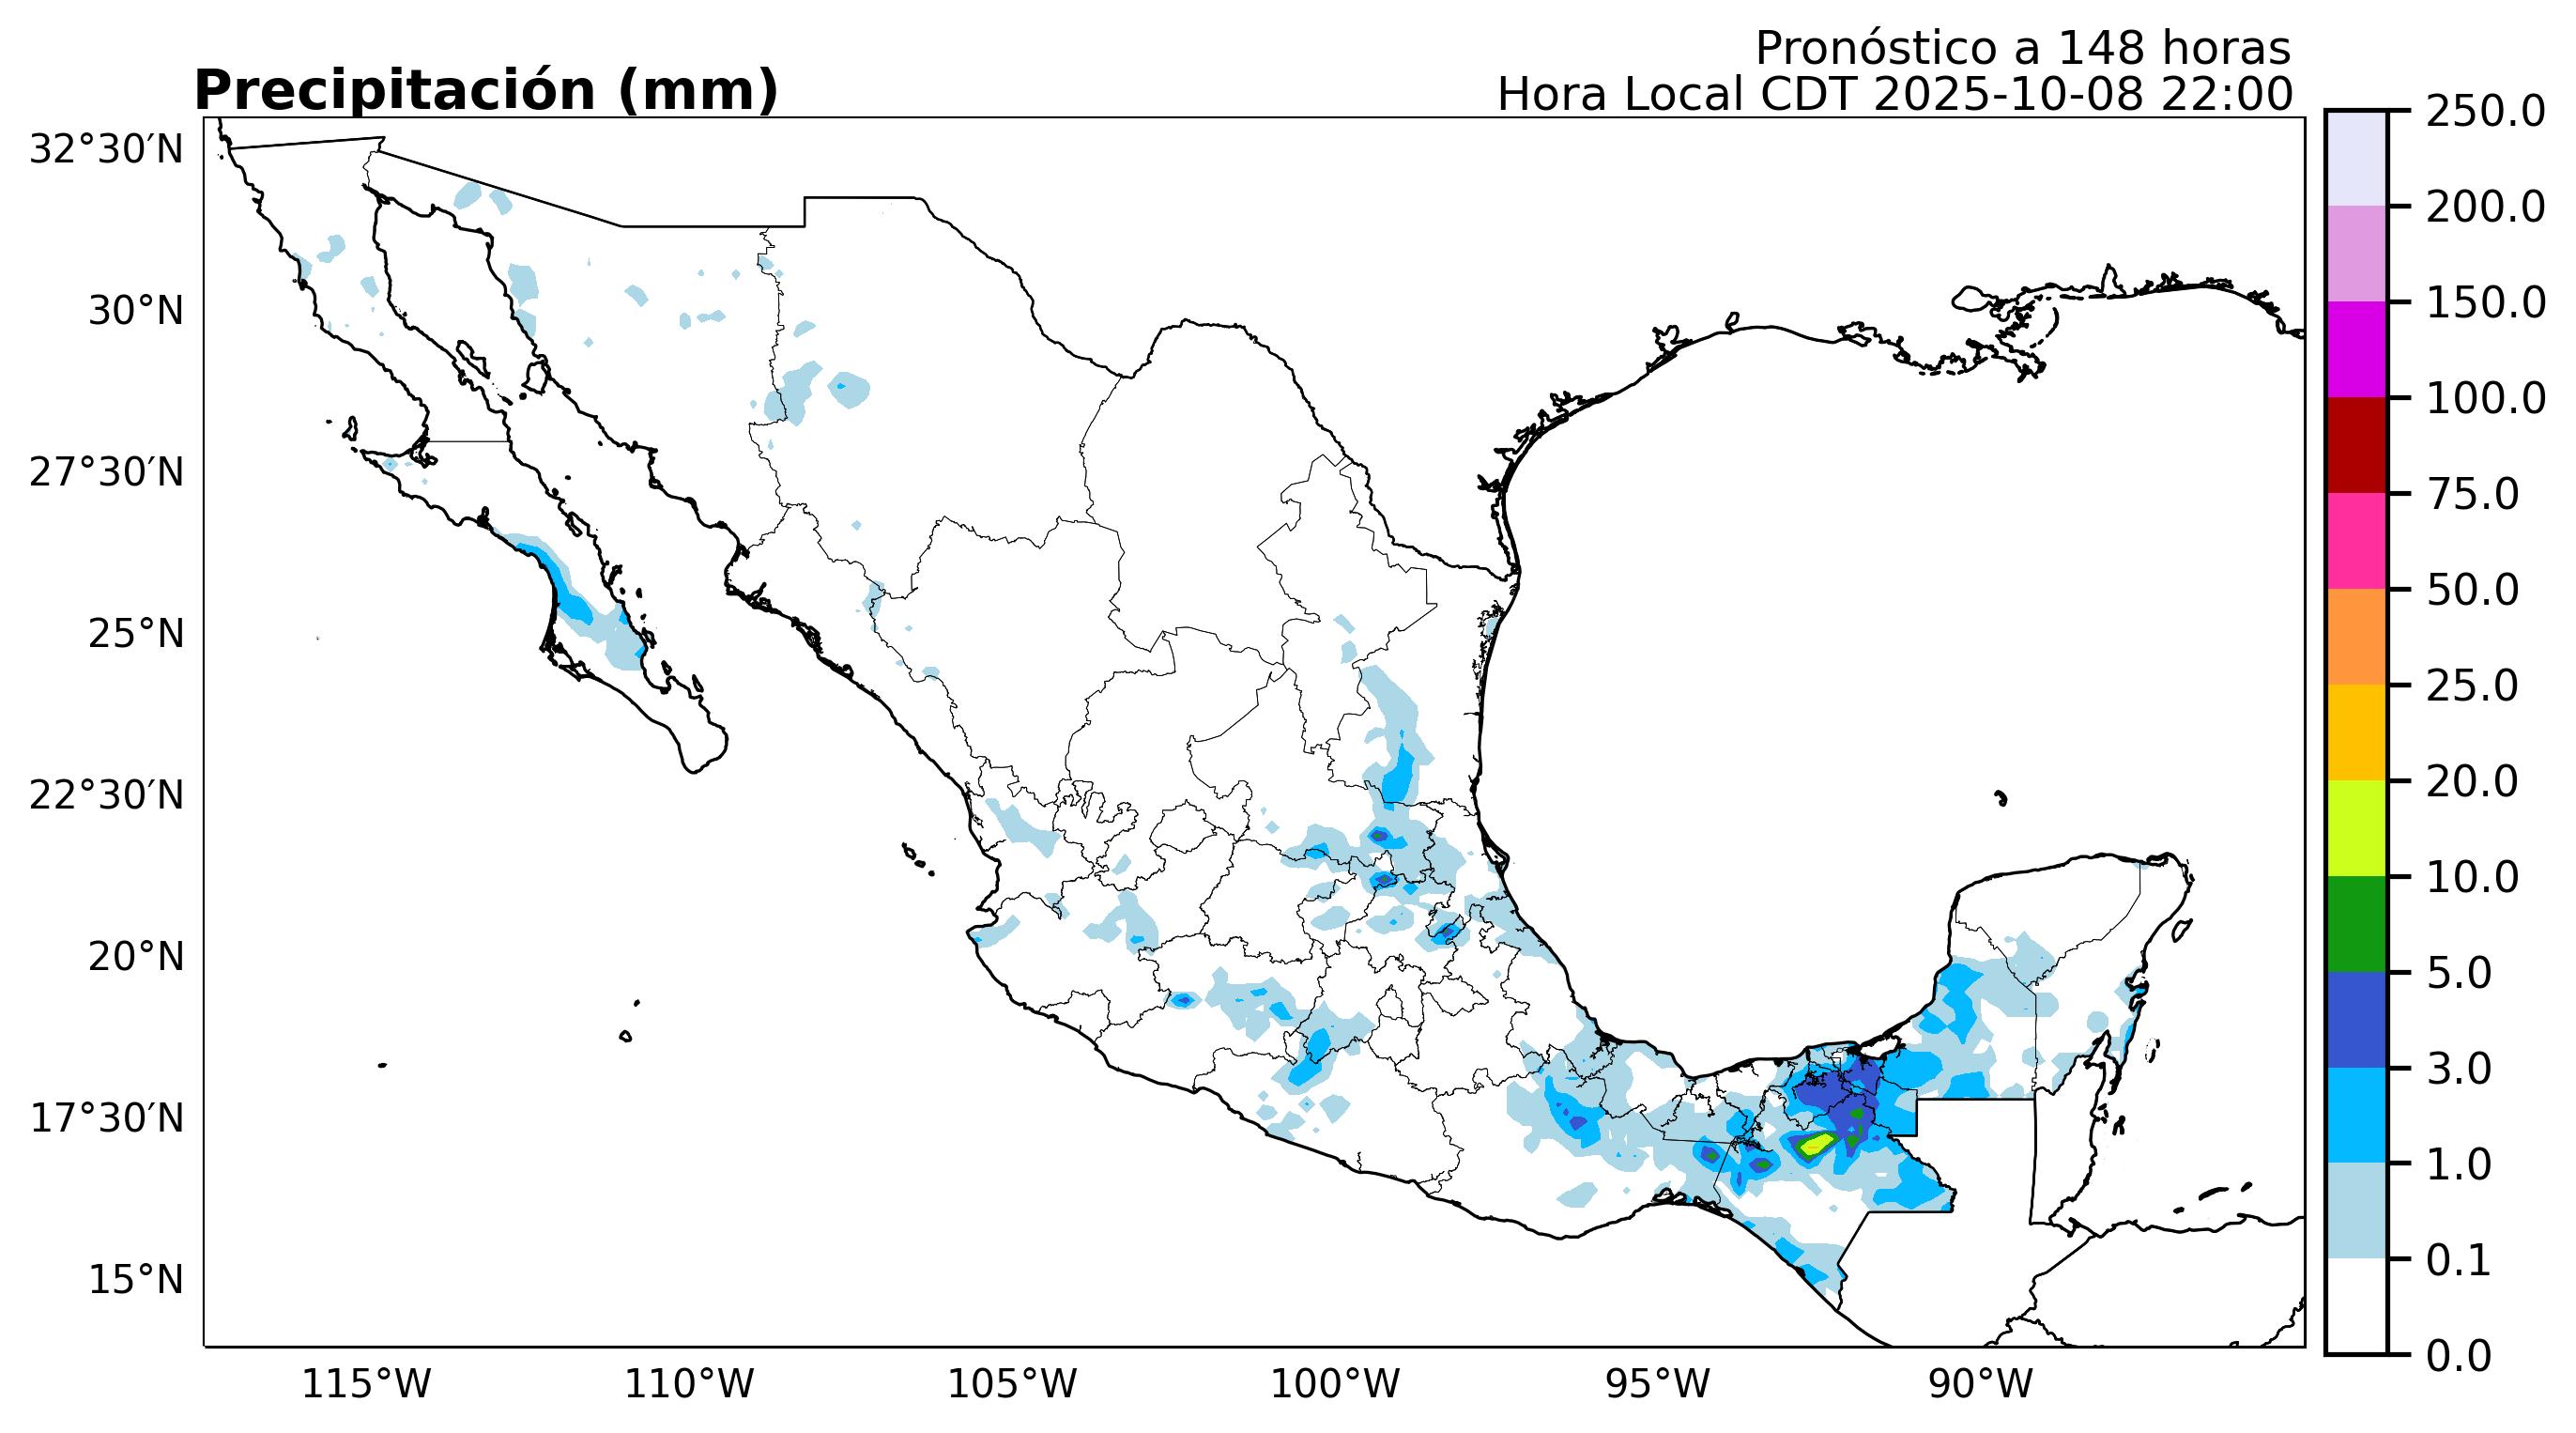 Pronóstico a 148 horas
Precipitación (mm)
Hora Local CDT 2025-10-08 22:00
32°30′N
30°N
27°30′N
25°N
22°30′N
20°N
17°30′N
15°N
115°W
110°W
105°W
100°W
95°W
90°W
250.0
200.0
150.0
100.0
75.0
50.0
25.0
20.0
10.0
5.0
3.0
1.0
0.1
0.0